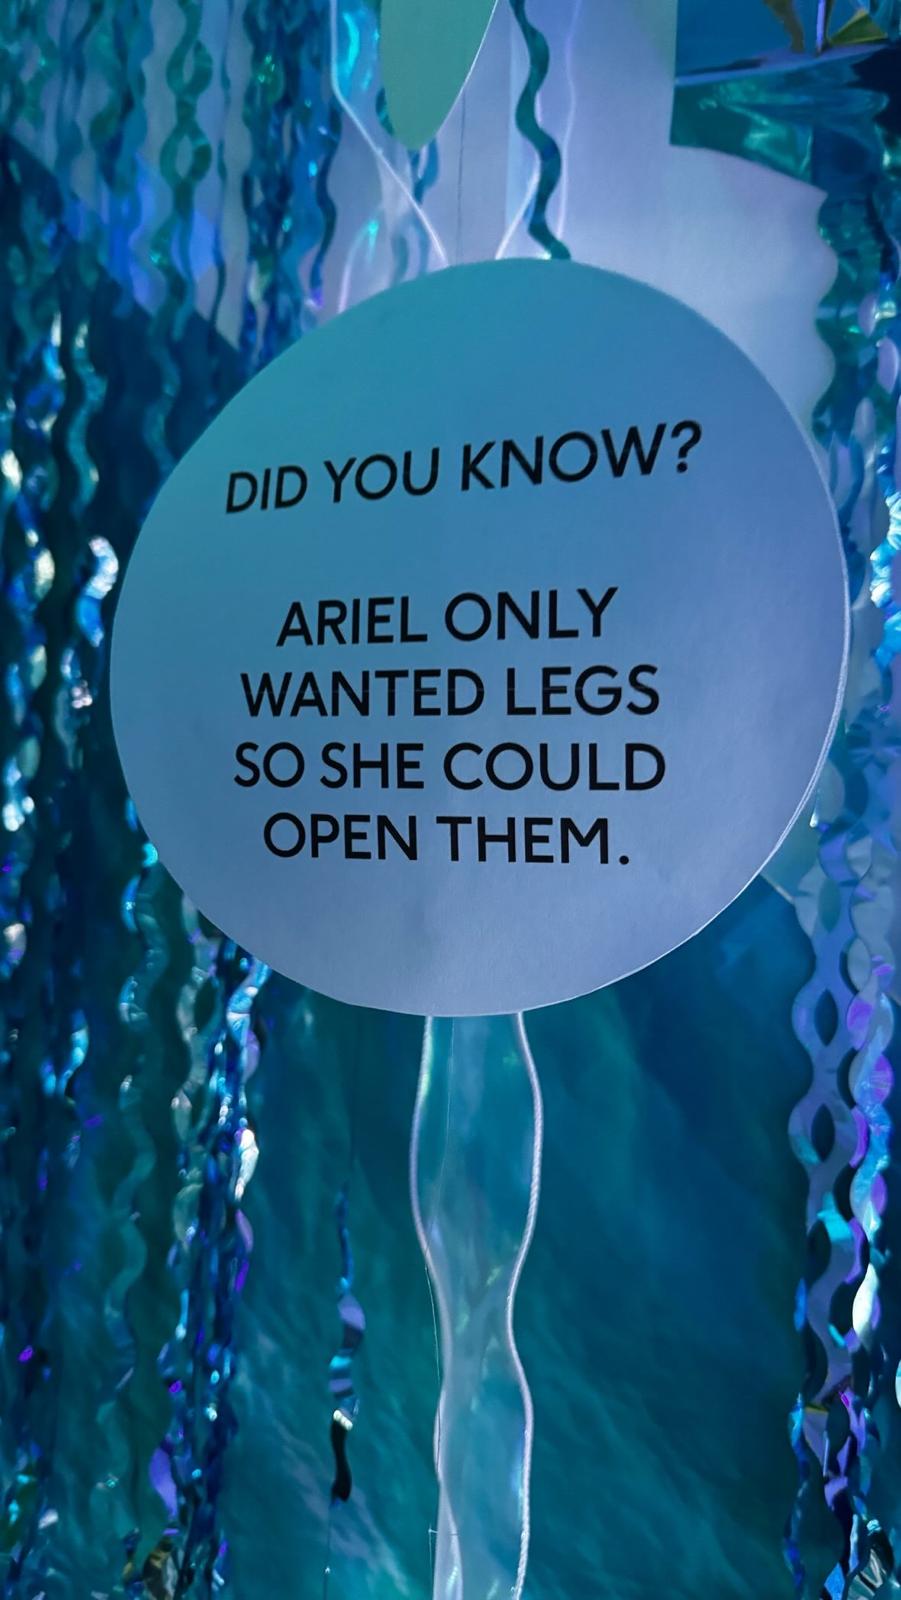 DID YOU KNOW?
ARIEL ONLY
WANTED LEGS
SO SHE COULD
OPEN THEM.